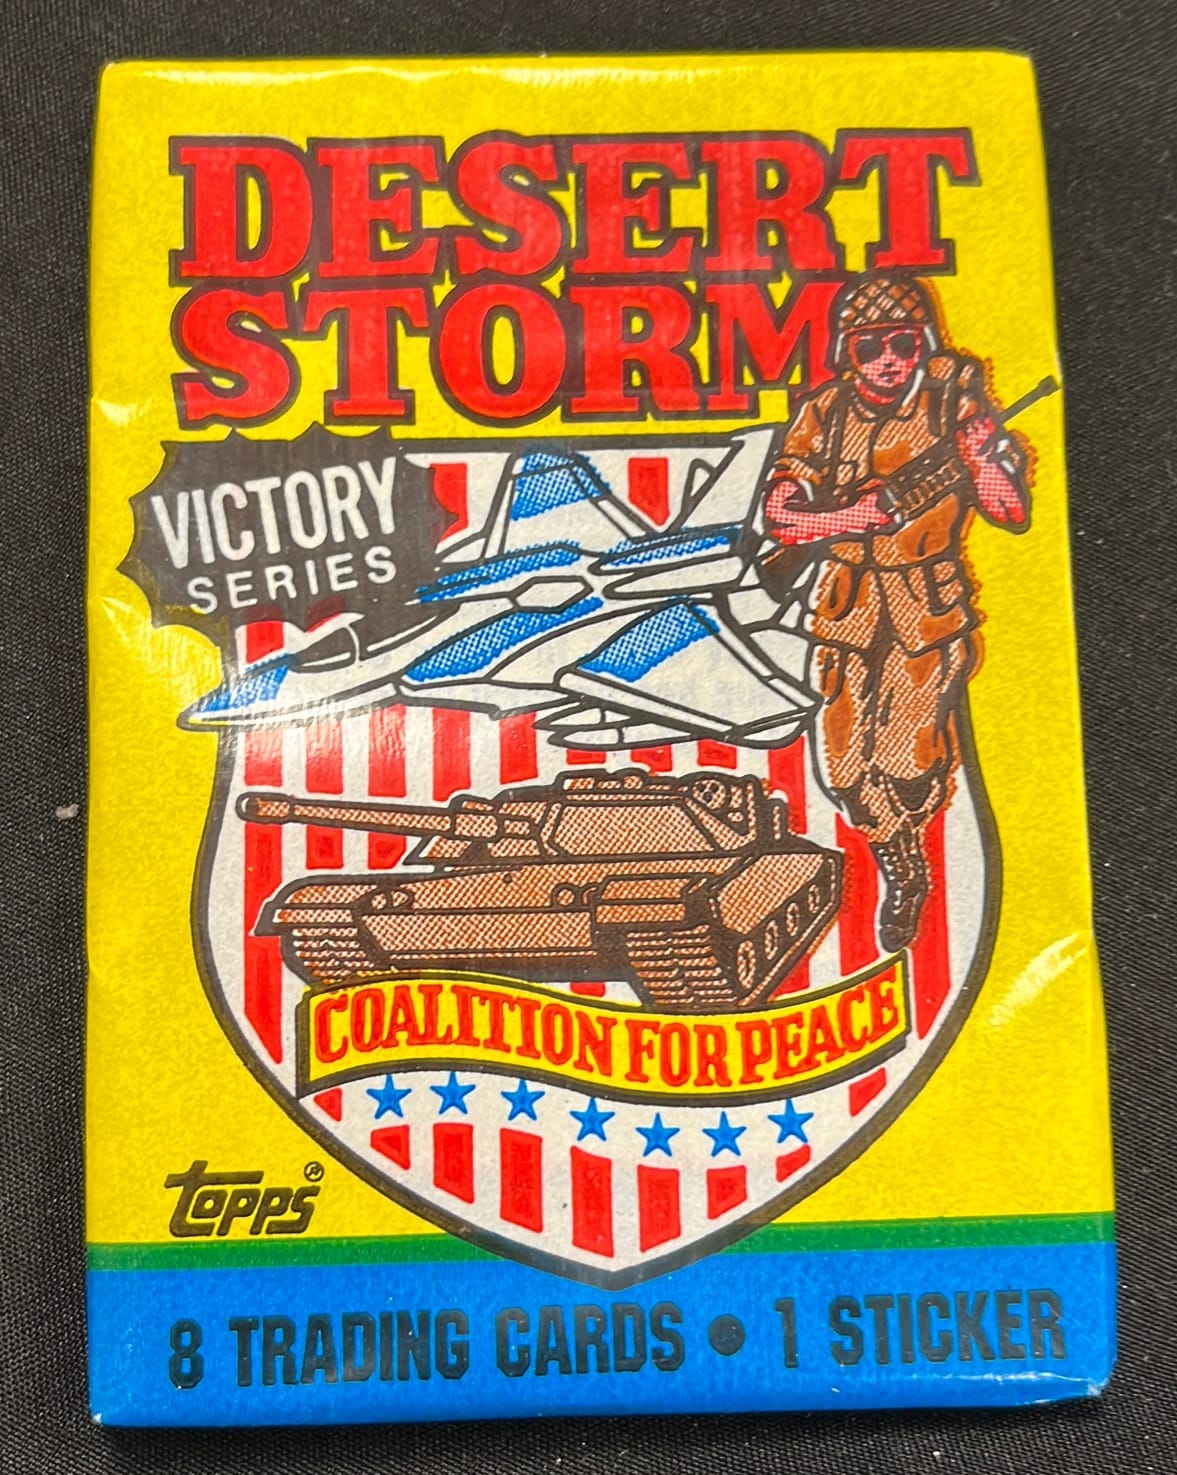 DESERT
STORM
VICTORY
SERIES
COALITION FOR PEACE
topps®
8 TRADING CARDS • 1 STICKER